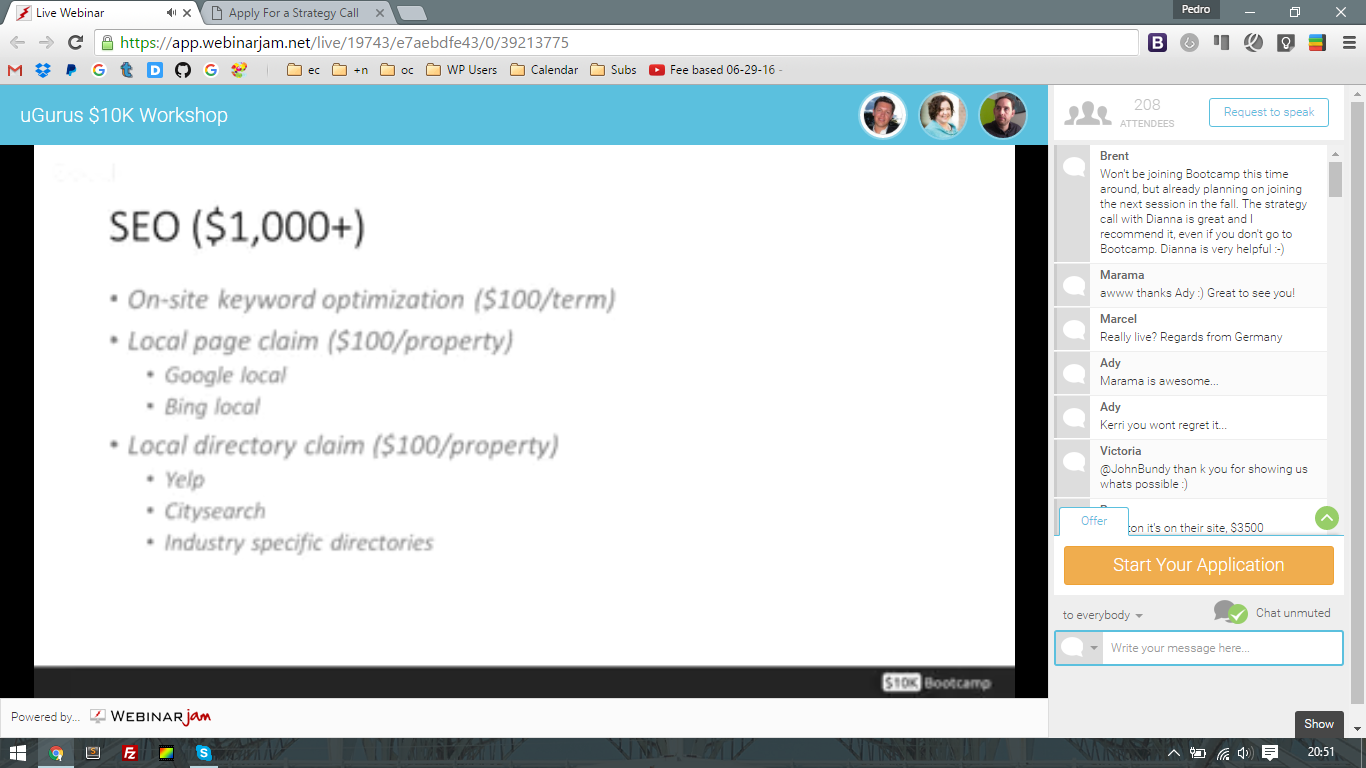 Live Webinar
Apply For a Strategy Call
Pedro
https://app.webinarjam.net/live/19743/e7aebdfe43/0/39213775
ec
+n
oc
WP Users
Calendar
Subs
Fee based 06-29-16 -
uGurus $10K Workshop
208
ATTENDEES
Request to speak
SEO ($1,000+)
• On-site keyword optimization ($100/term)
• Local page claim ($100/property)
• Google local
• Bing local
• Local directory claim ($100/property)
• Yelp
• Citysearch
• Industry specific directories
$10K Bootcamp
Brent
Won't be joining Bootcamp this time
around, but already planning on joining
the next session in the fall. The strategy
call with Dianna is great and I
recommend it, even if you don't go to
Bootcamp. Dianna is very helpful :-)
Marama
awww thanks Ady :) Great to see you!
Marcel
Really live? Regards from Germany
Ady
Marama is awesome...
Ady
Kerri you wont regret it...
Victoria
@JohnBundy than k you for showing us
whats possible :)
Offer
on it's on their site, $3500
Start Your Application
to everybody
Chat unmuted
Write your message here...
Powered by... WEBINARjam
Show
20:51